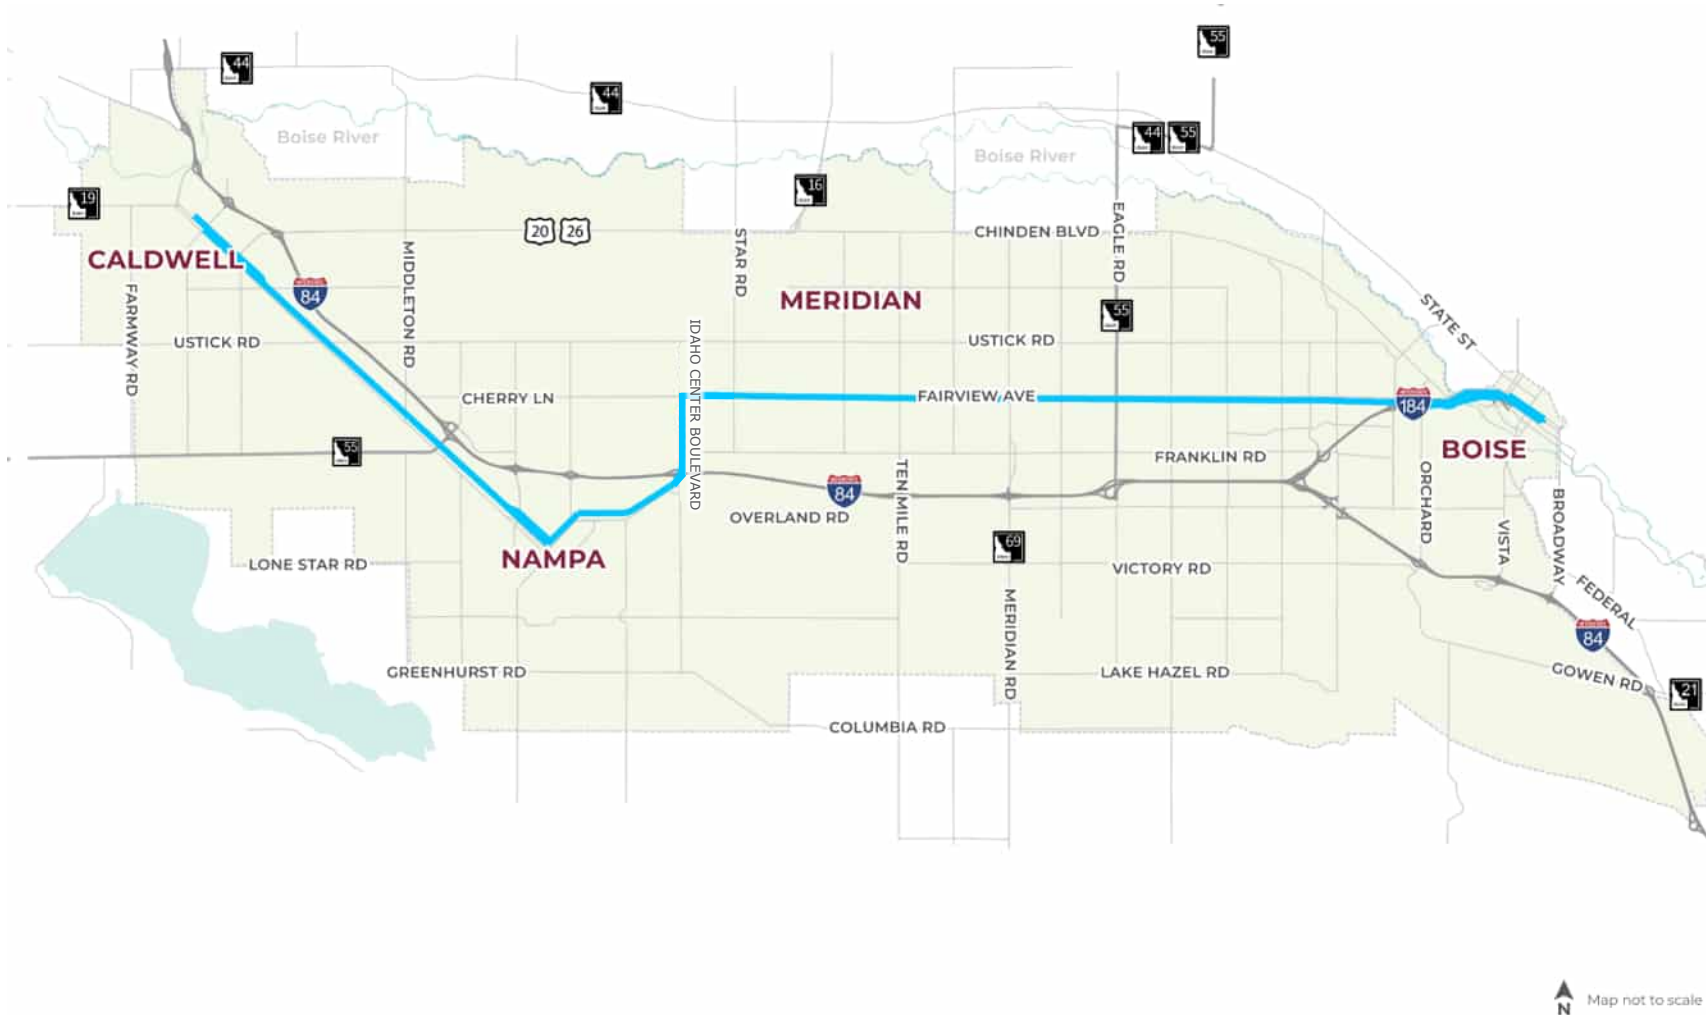 55
44
44
44
55
Boise River
Boise River
16
19
EAGLE RD
20
26
STAR RD
CHINDEN BLVD
CALDWELL
MIDDLETON RD
84
MERIDIAN
FARMWAY RD
55
STATE ST
USTICK RD
IDAHO CENTER BOULEVARD
USTICK RD
CHERRY LN
FAIRVIEW AVE
184
55
BOISE
FRANKLIN RD
TEN MILE RD
84
ORCHARD
OVERLAND RD
BROADWAY
VISTA
69
NAMPA
LONE STAR RD
VICTORY RD
FEDERAL
84
MERIDIAN RD
GREENHURST RD
LAKE HAZEL RD
GOWEN RD
21
COLUMBIA RD
N
Map not to scale